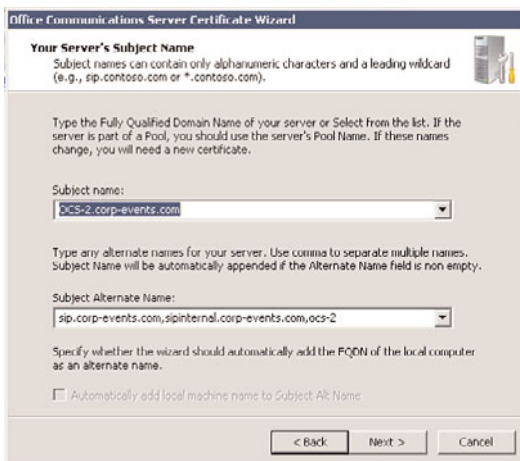 Office Communications Server Certificate Wizard
Your Server's Subject Name
Subject names can contain only alphanumeric characters and a leading wildcard
(e.g., sip.contoso.com or *.contoso.com).
Type the Fully Qualified Domain Name of your server or Select from the list. If the
server is part of a Pool, you should use the server's Pool Name. If these names
change, you will need a new certificate.
Subject name:
OCS-2.corp-events.com
Type any alternate names for your server. Use comma to separate multiple names.
Subject Name will be automatically appended if the Alternate Name field is non empty.
Subject Alternate Name:
sip.corp-events.com,sipinternal.corp-events.com,ocs-2
Specify whether the wizard should automatically add the FQDN of the local computer
as an alternate name.
Automatically add local machine name to Subject Alt Name
< Back Next > Cancel